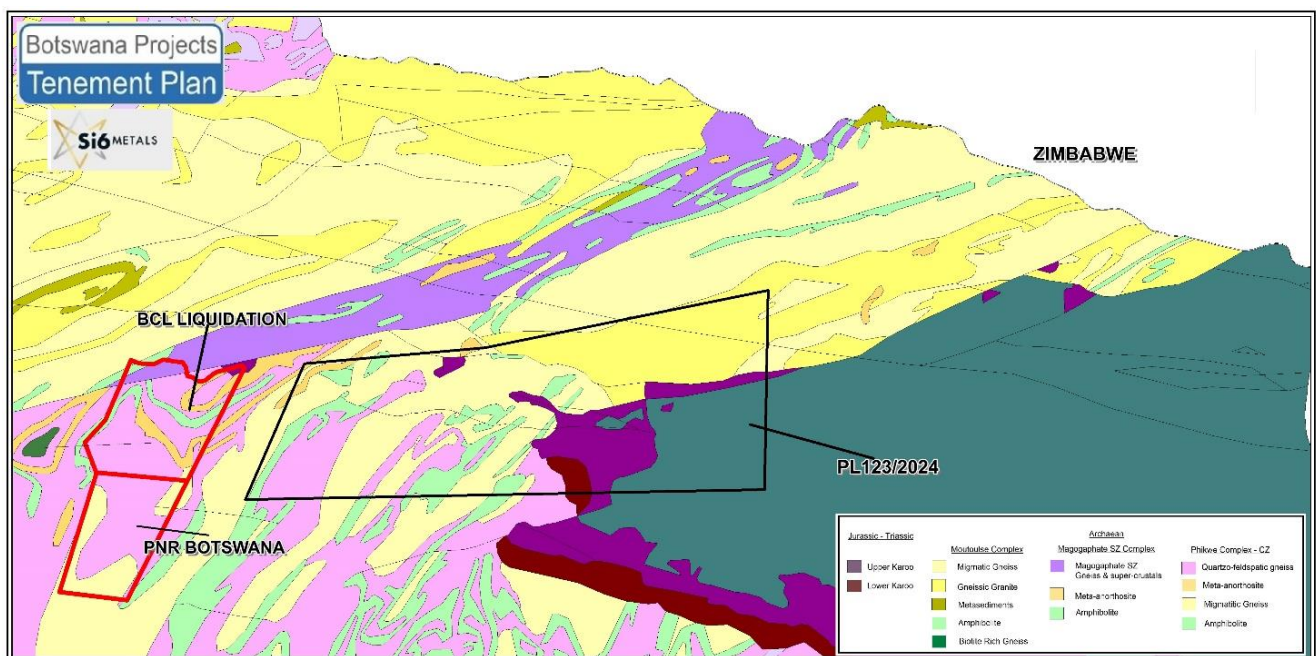 Botswana Projects
Tenement Plan
Si6 METALS
ZIMBABWE
BCL LIQUIDATION
PL123/2024
PNR BOTSWANA
Jurassic - Triassic
Upper Karoo
Lower Karoo
Moutoulse Complex
Migmatic Gneiss
Gneissic Granite
Metasediments
Amphibolite
Biotite Rich Gneiss
Archaean
Magogaphate SZ Complex
Magugaphate SZ
Gneiss & super-crustals
Meta-anorthosite
Amphibolite
Phikwe Complex - CZ
Quartzo-feldspatic gneiss
Meta-anorthosite
Migmatitic Gneiss
Amphibolite